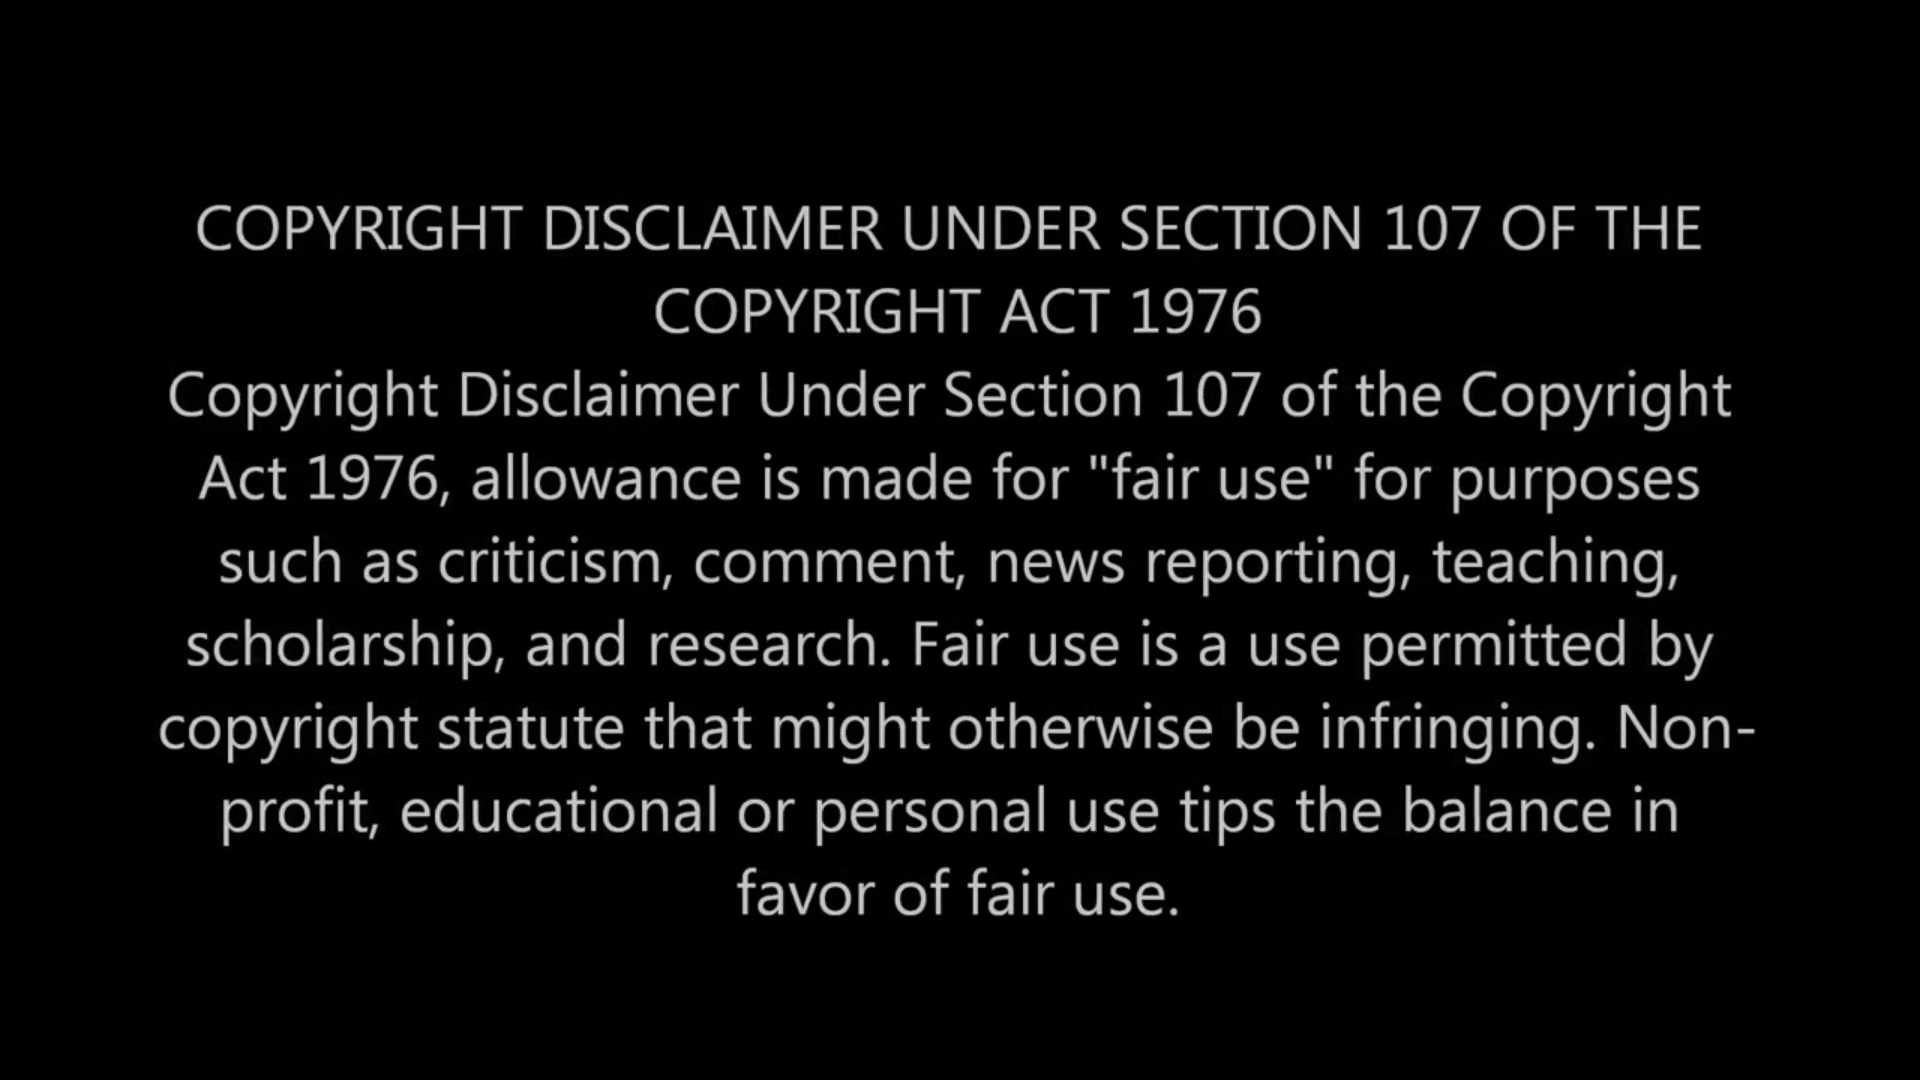 COPYRIGHT DISCLAIMER UNDER SECTION 107 OF THE
COPYRIGHT ACT 1976
Copyright Disclaimer Under Section 107 of the Copyright
Act 1976, allowance is made for "fair use" for purposes
such as criticism, comment, news reporting, teaching,
scholarship, and research. Fair use is a use permitted by
copyright statute that might otherwise be infringing. Non-
profit, educational or personal use tips the balance in
favor of fair use.